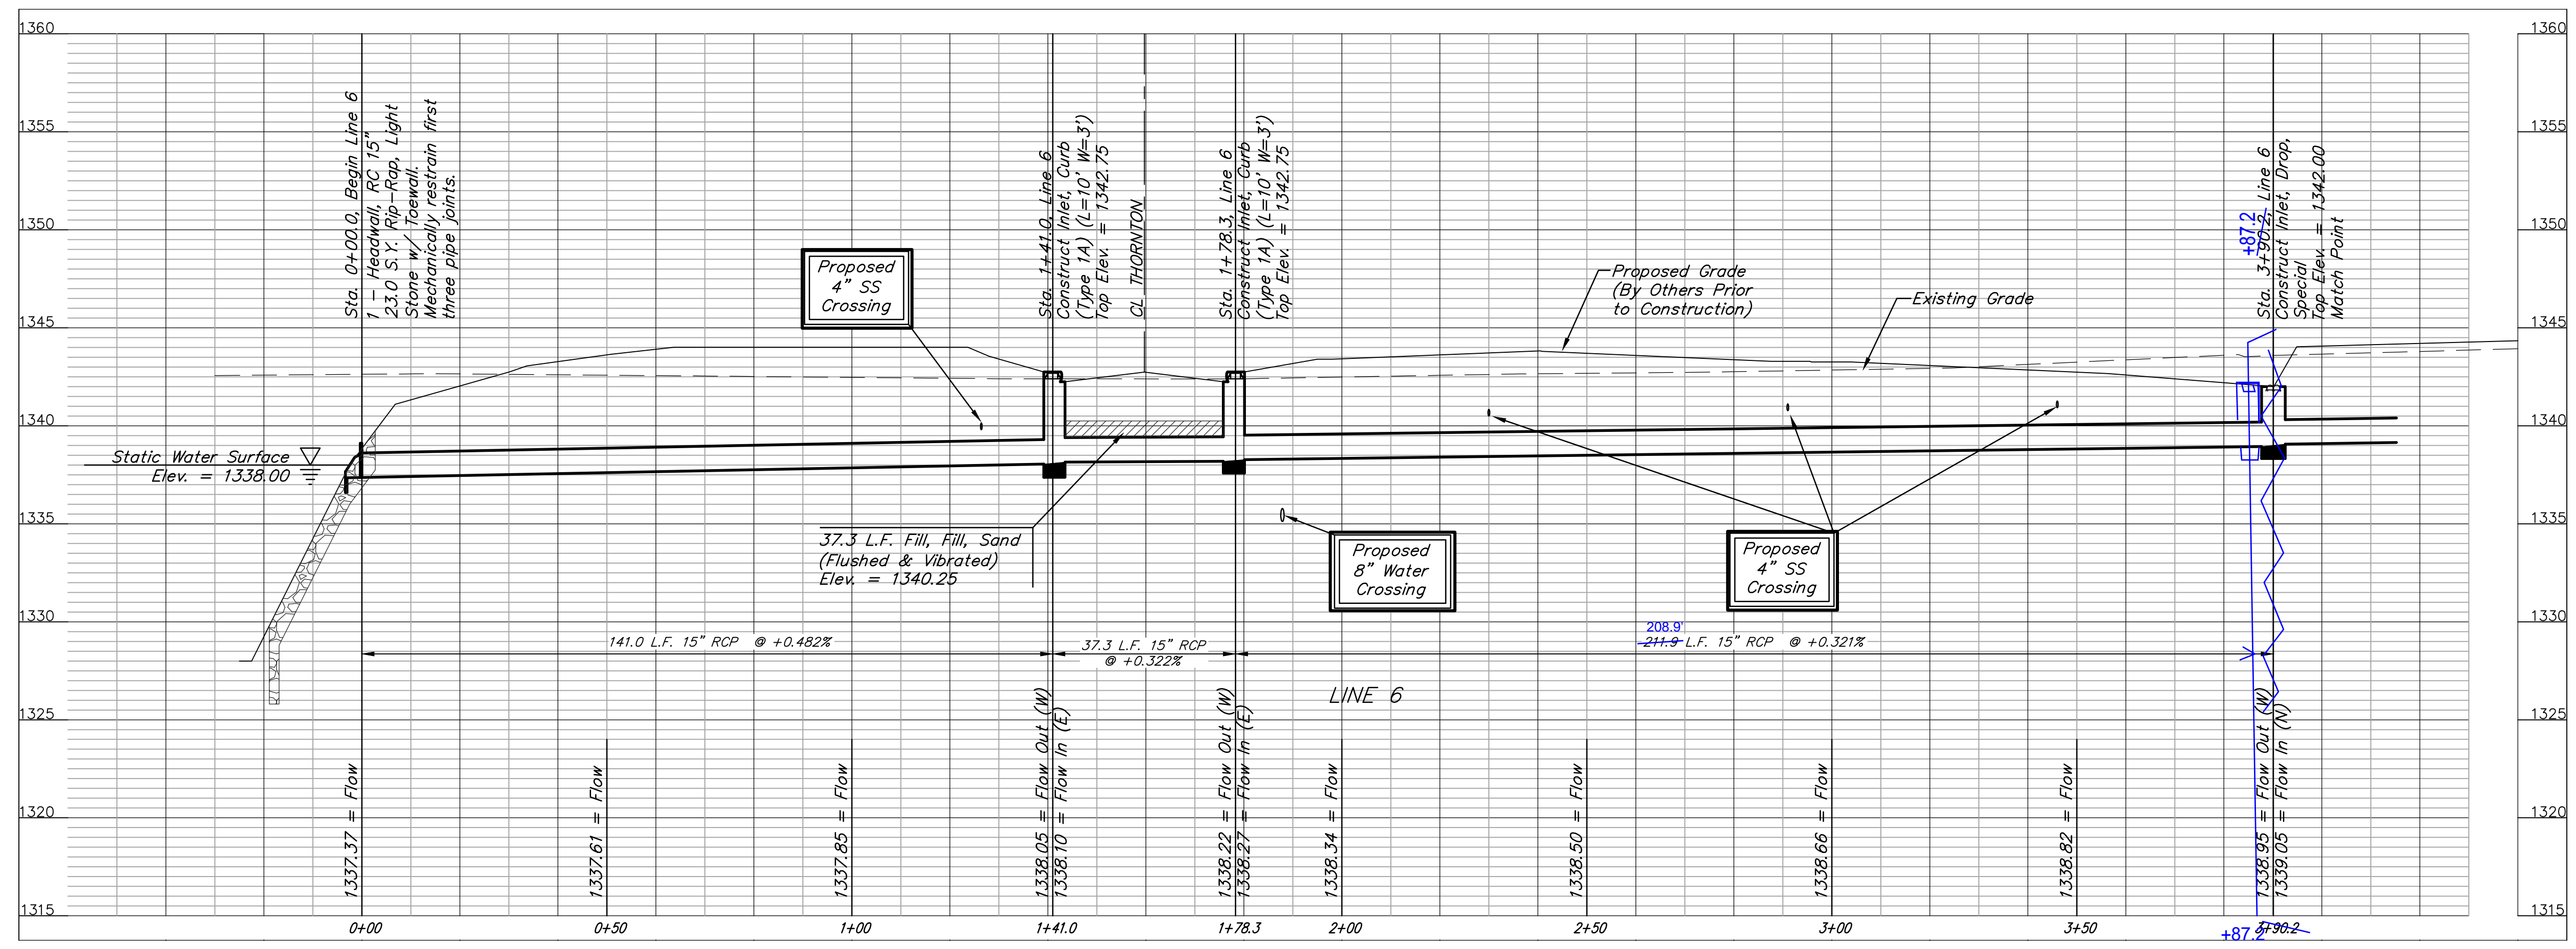 1360
1355
1350
1345
1340
1335
1330
1325
1320
1315
1360
1355
1350
1345
1340
1335
1330
1325
1320
1315
Sta. 0+00.0, Begin Line 6
1 - Headwall, RC 15"
23.0 S.Y. Rip-Rap, Light
Stone w/ Toewall.
Mechanically restrain first
three pipe joints.
Sta. 1+41.0, Line 6
Construct Inlet, Curb
(Type 1A) (L=10' W=3')
Top Elev. = 1342.75
CL THORNTON
Sta. 1+78.3, Line 6
Construct Inlet, Curb
(Type 1A) (L=10' W=3')
Top Elev. = 1342.75
+87.2
Sta. 3+90.2, Line 6
Construct Inlet, Drop,
Special
Top Elev. = 1342.00
Match Point
Proposed
4" SS
Crossing
Proposed Grade
(By Others Prior
to Construction)
Existing Grade
Static Water Surface
Elev. = 1338.00
37.3 L.F. Fill, Fill, Sand
(Flushed & Vibrated)
Elev. = 1340.25
Proposed
8" Water
Crossing
Proposed
4" SS
Crossing
141.0 L.F. 15" RCP @ +0.482%
37.3 L.F. 15" RCP
@ +0.322%
208.9'
211.9 L.F. 15" RCP @ +0.321%
LINE 6
1337.37 = Flow
1337.61 = Flow
1337.85 = Flow
1338.05 = Flow Out (W)
1338.10 = Flow In (E)
1338.22 = Flow Out (W)
1338.27 = Flow In (E)
1338.34 = Flow
1338.50 = Flow
1338.66 = Flow
1338.82 = Flow
1338.95 = Flow Out (W)
1339.05 = Flow In (N)
0+00
0+50
1+00
1+41.0
1+78.3
2+00
2+50
3+00
3+50
3+90.2
+87.2